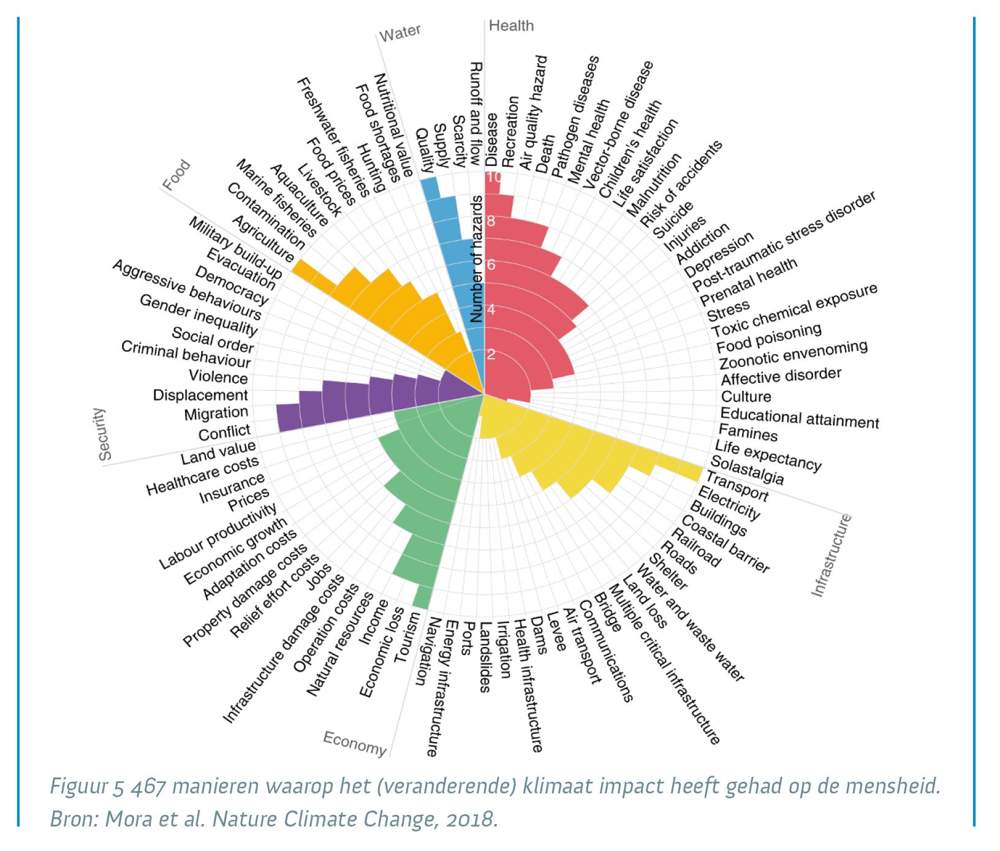 Health
Disease
Recreation
Air quality hazard
Death
Pathogen diseases
Mental health
Vector-borne disease
Children's health
Life satisfaction
Malnutrition
Risk of accidents
Suicide
Injuries
Addiction
Depression
Post-traumatic stress disorder
Prenatal health
Stress
Toxic chemical exposure
Food poisoning
Zoonotic envenoming
Affective disorder
Culture
Educational attainment
Famines
Life expectancy
Solastalgia
Infrastructure
Transport
Electricity
Buildings
Coastal barrier
Railroad
Roads
Shelter
Water and waste water
Land loss
Multiple critical infrastructure
Bridge
Communications
Air transport
Levee
Dams
Health infrastructure
Irrigation
Landslides
Ports
Energy infrastructure
Navigation
Economy
Tourism
Economic loss
Income
Natural resources
Operation costs
Infrastructure damage costs
Jobs
Relief effort costs
Property damage costs
Adaptation costs
Economic growth
Labour productivity
Prices
Insurance
Healthcare costs
Land value
Security
Conflict
Migration
Displacement
Violence
Criminal behaviour
Social order
Gender inequality
Aggressive behaviours
Democracy
Evacuation
Military build-up
Food
Agriculture
Contamination
Marine fisheries
Aquaculture
Livestock
Food prices
Freshwater fisheries
Hunting
Food shortages
Nutritional value
Water
Quality
Supply
Scarcity
Runoff and flow
Number of hazards
10
8
6
4
2
Figuur 5 467 manieren waarop het (veranderende) klimaat impact heeft gehad op de mensheid.
Bron: Mora et al. Nature Climate Change, 2018.